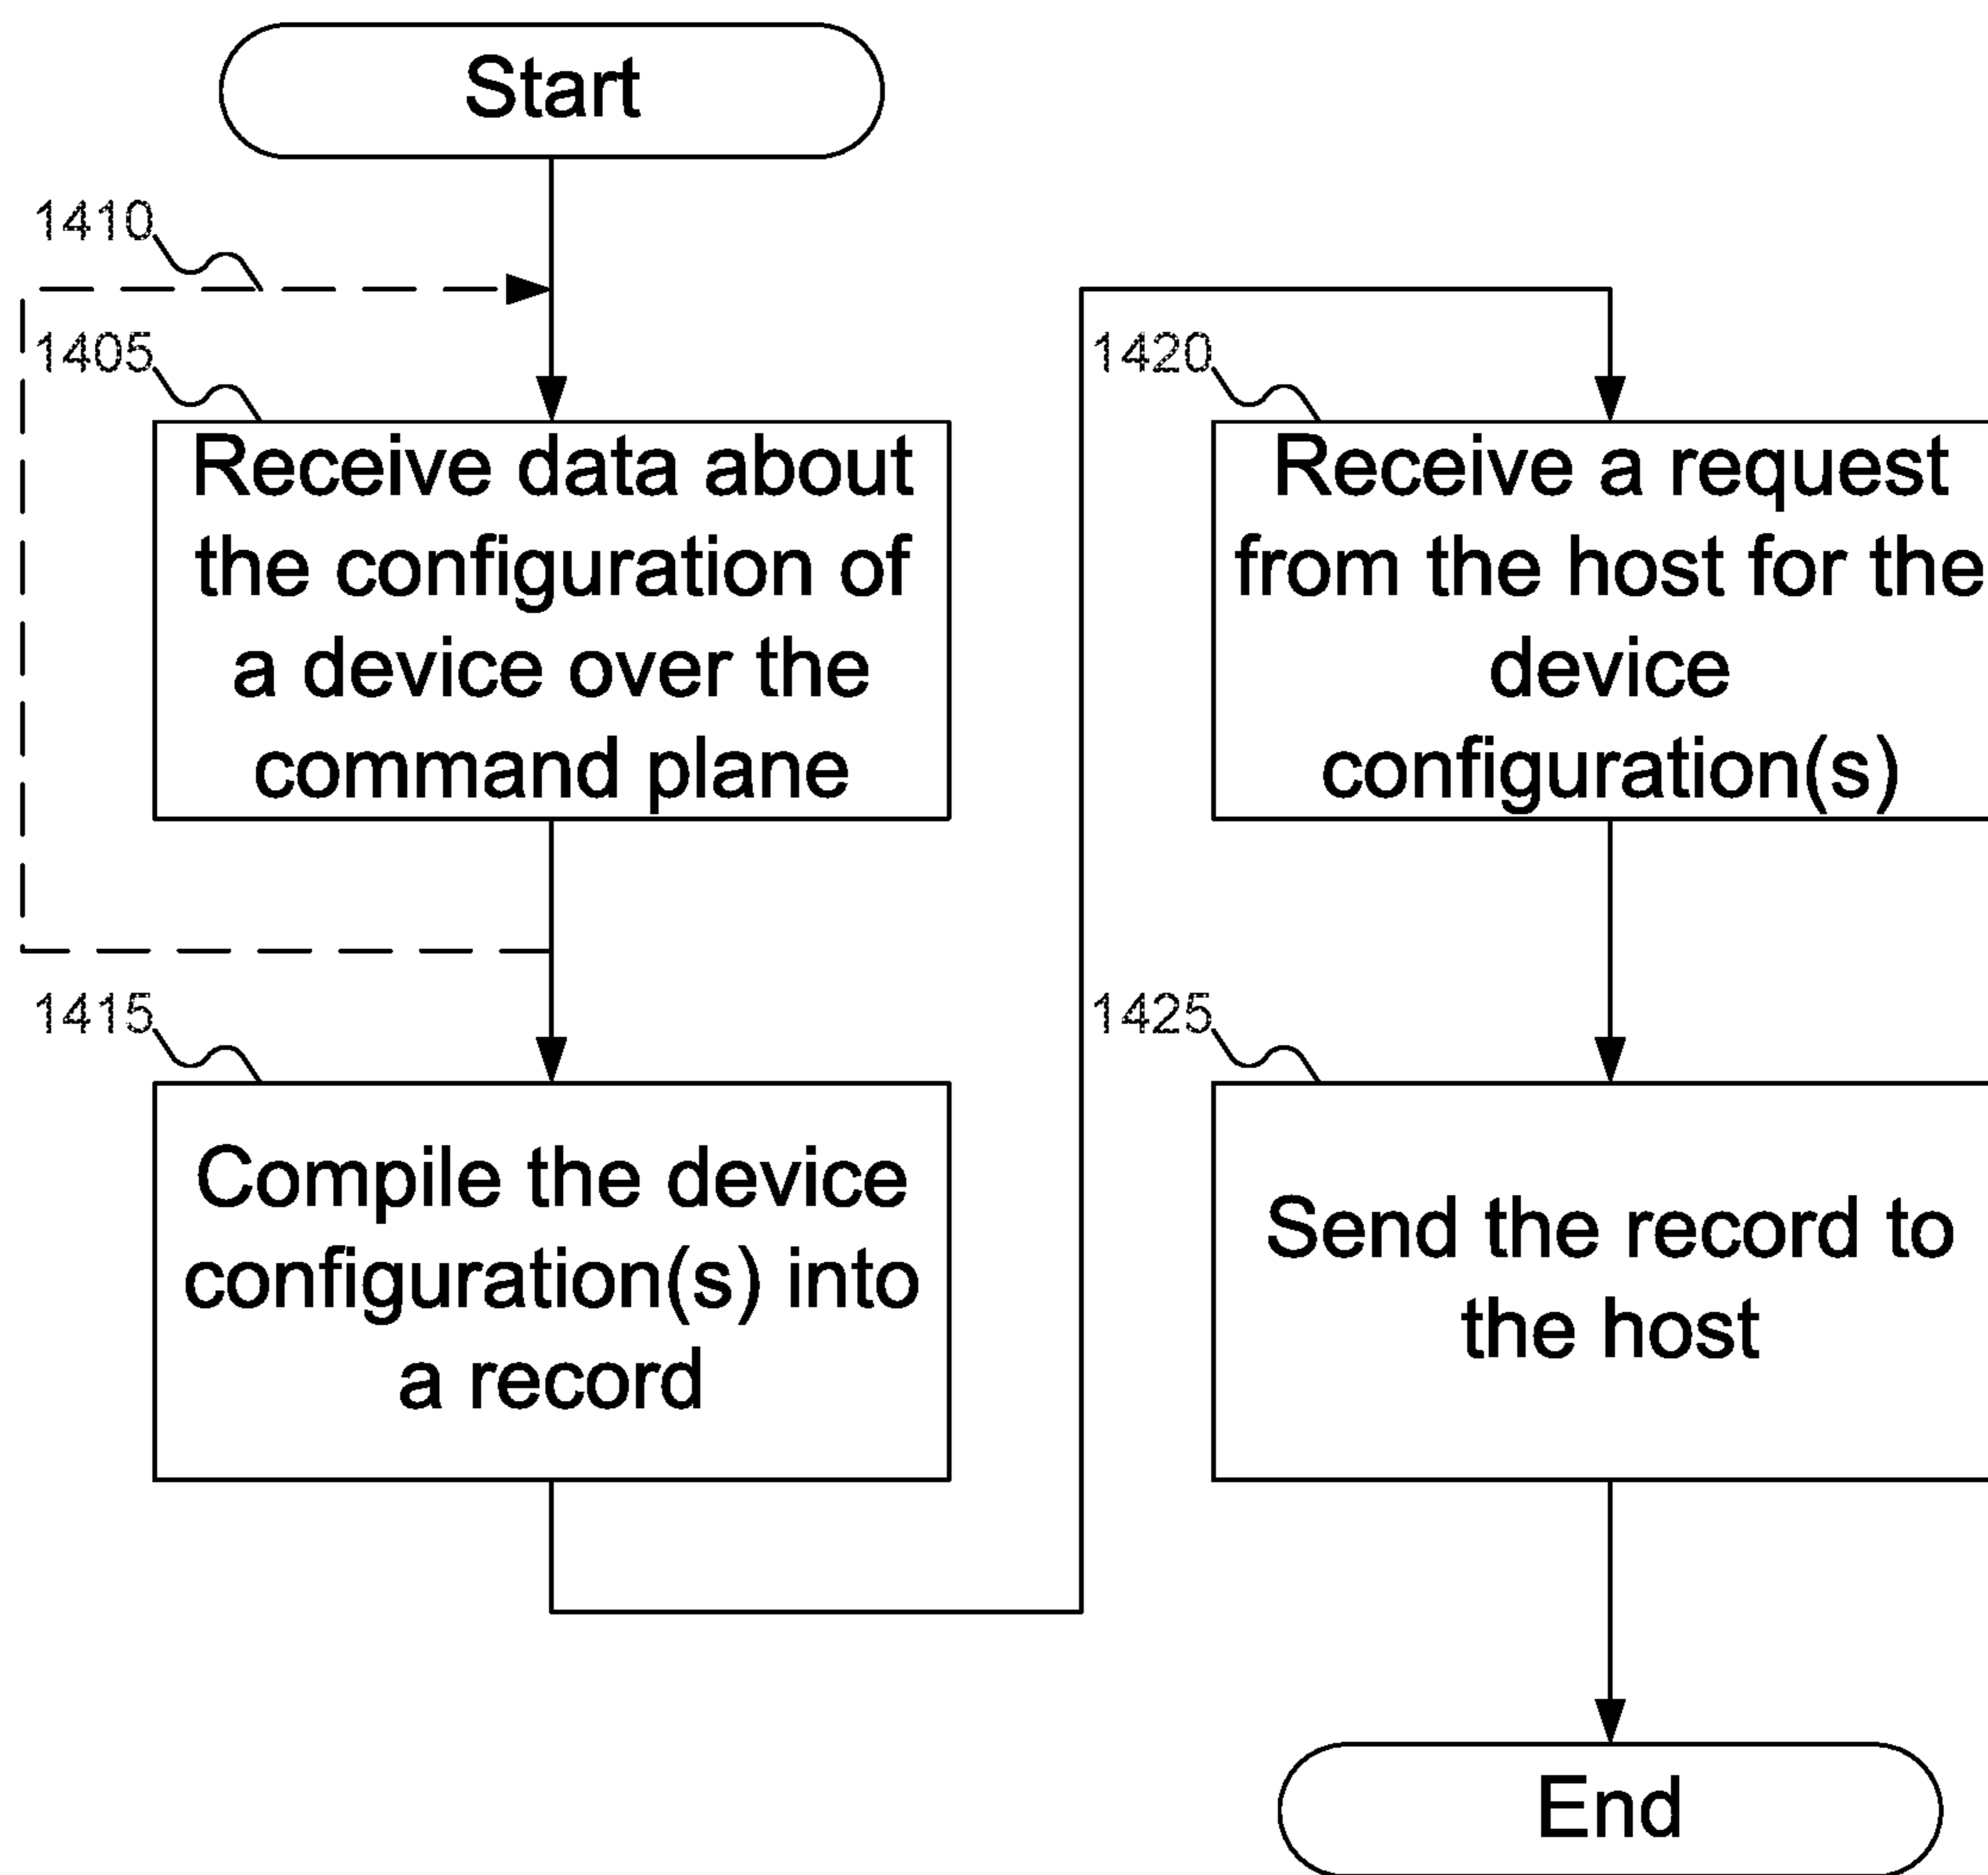 Start
1410
1405
Receive data about
the configuration of
a device over the
command plane
1415
Compile the device
configuration(s) into
a record
1420
Receive a request
from the host for the
device
configuration(s)
1425
Send the record to
the host
End